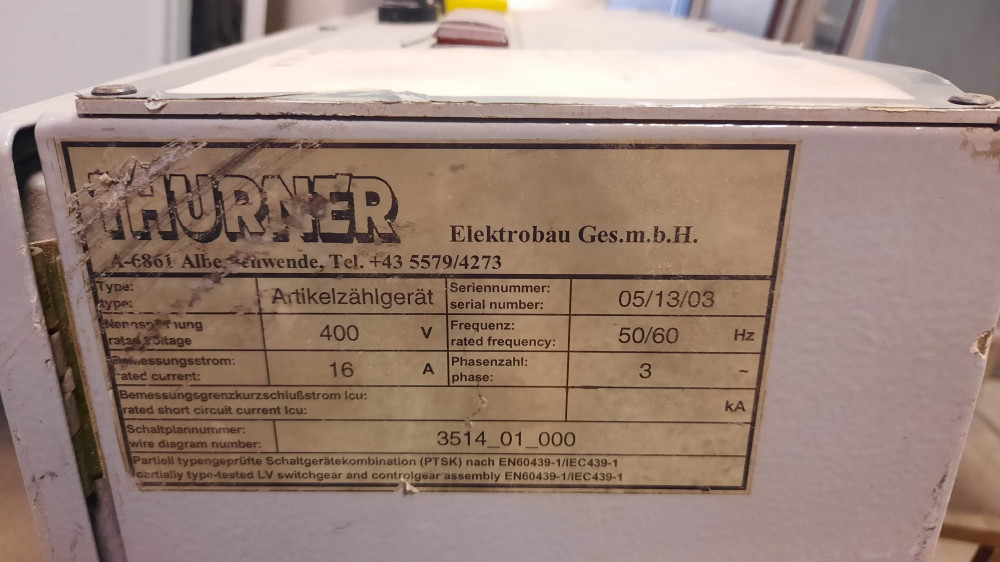 THURNER
Elektrobau Ges.m.b.H.
A-6861 Tel. +43 5579/4273
Type:
type:
Artikelzählgerät
Seriennummer:
serial number:
05/13/03
Nennspannung
rated voltage
400 V
Frequenz:
rated frequency:
50/60 Hz
Bemessungsstrom:
rated current:
16 A
Phasenzahl:
phase:
3 ~
Bemessungsgrenzkurzschlußstrom Icu:
rated short circuit current Icu:
kA
Schaltplannummer:
wire diagram number:
3514_01_000
Partiell typengeprüfte Schaltgerätekombination (PTSK) nach EN60439-1/IEC439-1
partially type-tested LV switchgear and controlgear assembly EN60439-1/IEC439-1